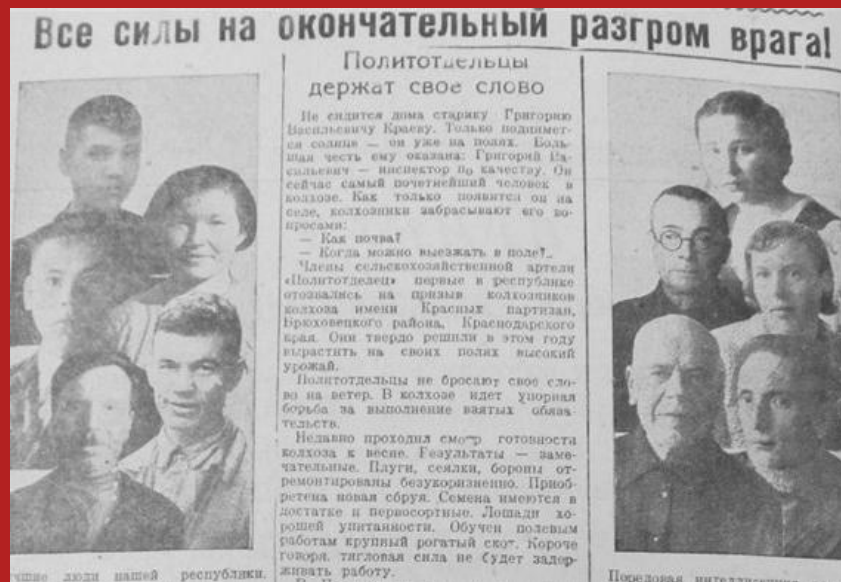 Все силы на окончательный разгром врага!
Политотдельцы
держат свое слово
Не сидится дома старику Григорию
Васильевичу Краеву. Только поднимет-
ся солнце — он уже на полях. Боль-
шая честь ему оказана: Григорий Ва-
сильевич — инспектор по качеству. Он
сейчас самый почетнейший человек в
колхозе. Как только появится он на
селе, колхозники забрасывают его во-
просами:
— Как почва?
— Когда можно выезжать в поле?..
Члены сельскохозяйственной артели
«Политотделец» первые в республике
отозвались на призыв колхозников
колхоза имени Красных партизан,
Брюховецкого района, Краснодарского
края. Они твердо решили в этом году
вырастить на своих полях высокий
урожай.
Политотдельцы не бросают свое сло-
во на ветер. В колхозе идет упорная
борьба за выполнение взятых обяза-
тельств.
Недавно проходил смотр готовности
колхоза к весне. Результаты — заме-
чательные. Плуги, сеялки, бороны от-
ремонтированы безукоризненно. Приоб-
ретена новая сбруя. Семена имеются в
достатке и первосортные. Лошади хо-
рошей упитанности. Обучен полевым
работам крупный рогатый скот. Короче
говоря, тягловая сила не будет задер-
живать работу.
люди нашей республики.
Передовая